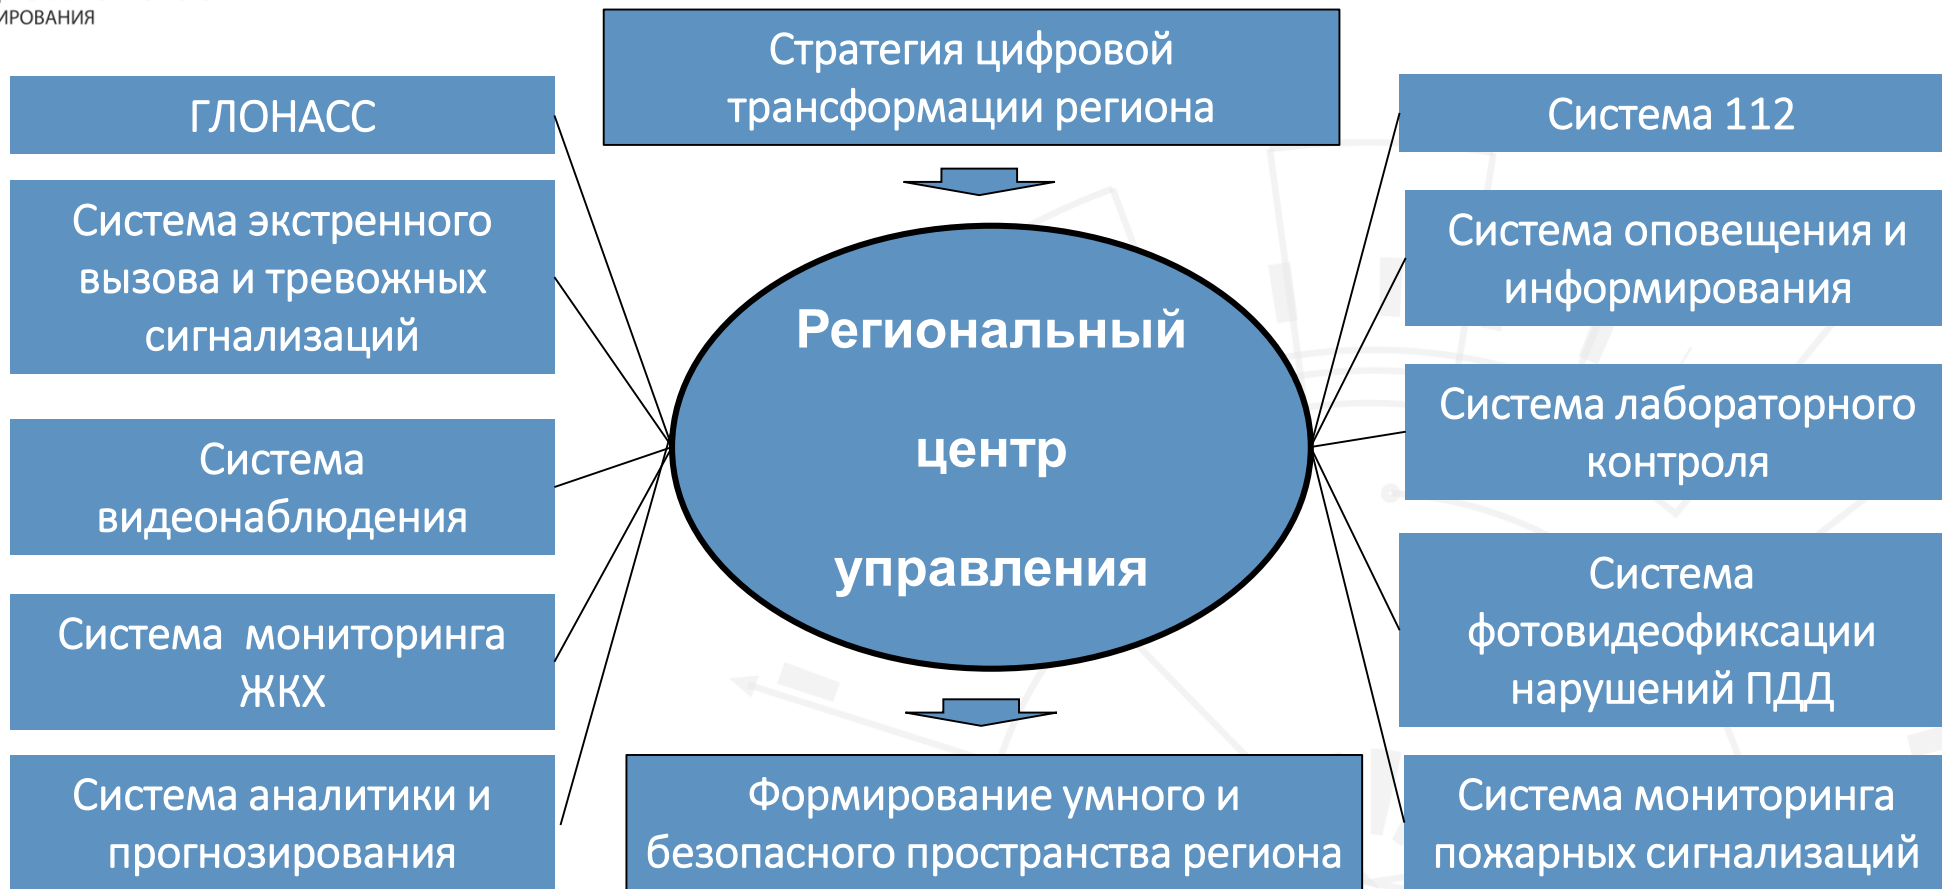 ИРОВАНИЯ
Стратегия цифровой
трансформации региона
ГЛОНАСС
Система экстренного
вызова и тревожных
сигнализаций
Система
видеонаблюдения
Система мониторинга
ЖКХ
Система аналитики и
прогнозирования
Региональный
центр
управления
Формирование умного и
безопасного пространства региона
Система 112
Система оповещения и
информирования
Система лабораторного
контроля
Система
фотовидеофиксации
нарушений ПДД
Система мониторинга
пожарных сигнализаций